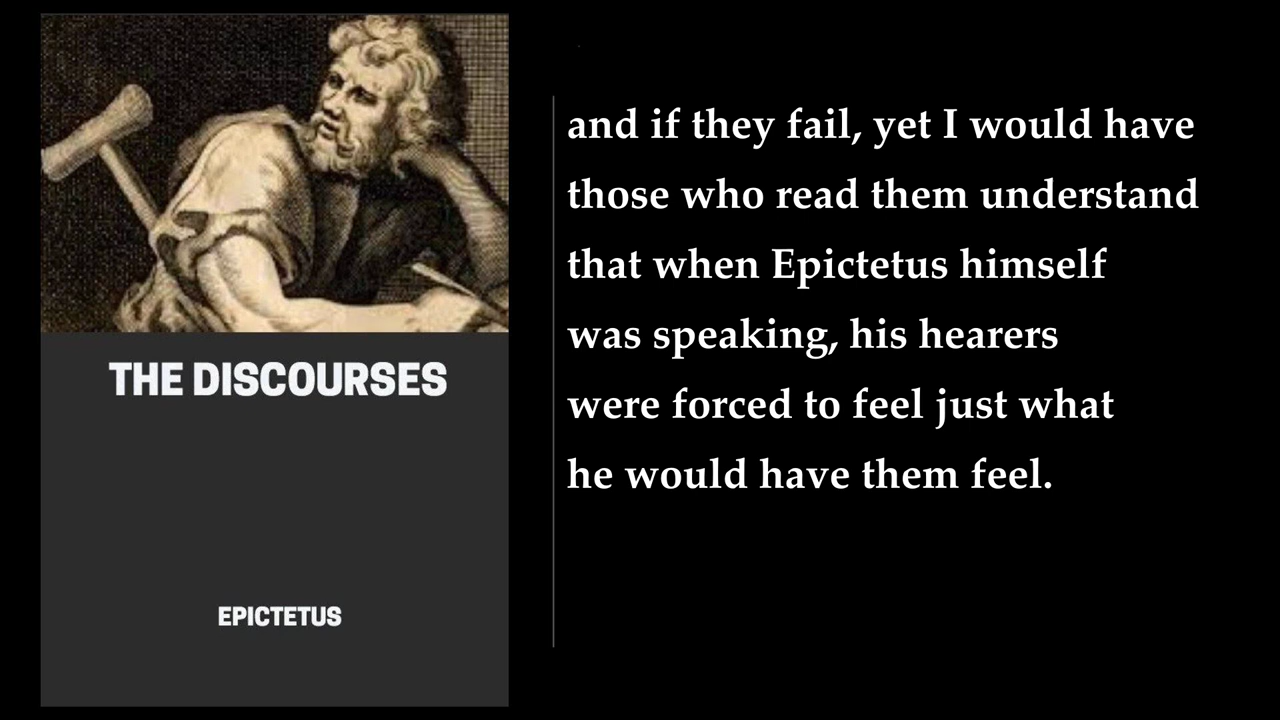 THE DISCOURSES
EPICTETUS
and if they fail, yet I would have
those who read them understand
that when Epictetus himself
was speaking, his hearers
were forced to feel just what
he would have them feel.